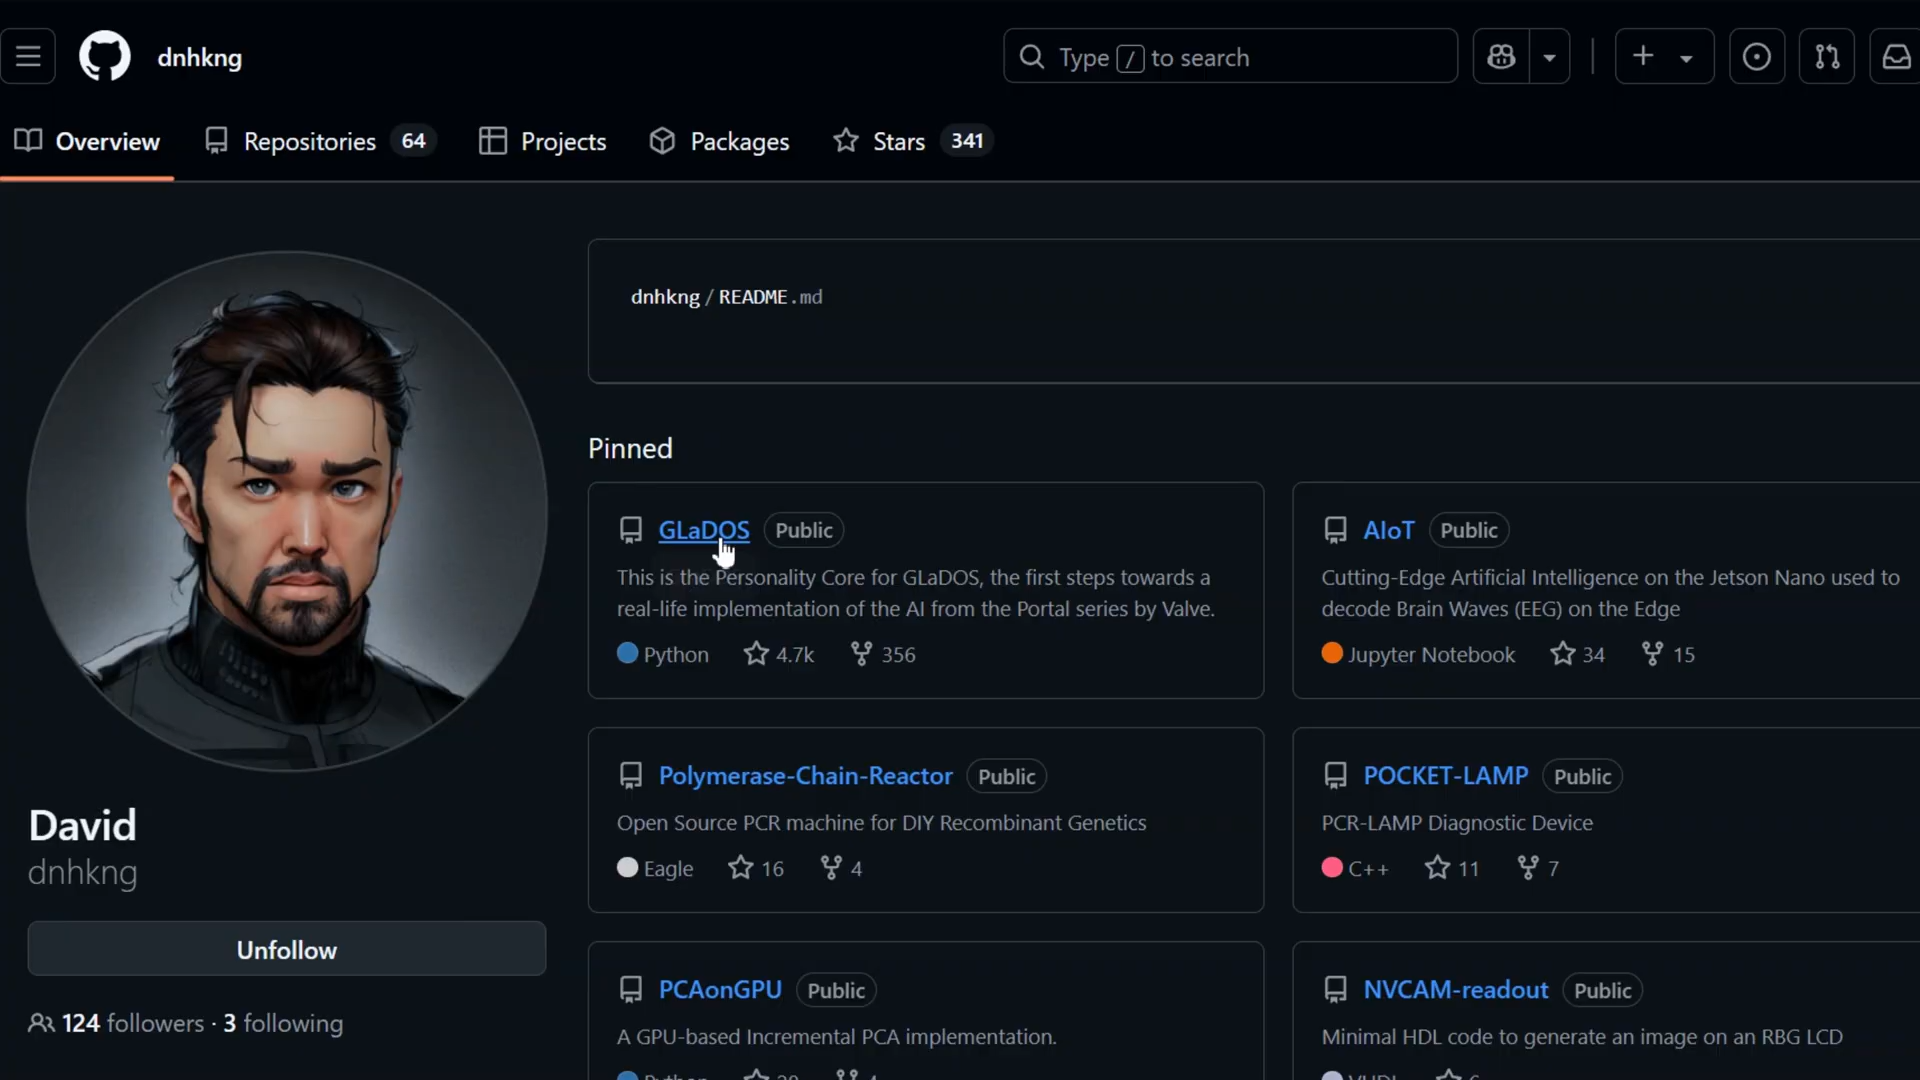 dnhkng
Type / to search
Overview
Repositories 64
Projects
Packages
Stars 341
dnhkng / README.md
Pinned
GLaDOS Public
This is the Personality Core for GLaDOS, the first steps towards a
real-life implementation of the AI from the Portal series by Valve.
Python 4.7k 356
AIoT Public
Cutting-Edge Artificial Intelligence on the Jetson Nano used to
decode Brain Waves (EEG) on the Edge
Jupyter Notebook 34 15
Polymerase-Chain-Reactor Public
Open Source PCR machine for DIY Recombinant Genetics
Eagle 16 4
POCKET-LAMP Public
PCR-LAMP Diagnostic Device
C++ 11 7
PCAonGPU Public
A GPU-based Incremental PCA implementation.
NVCAM-readout Public
Minimal HDL code to generate an image on an RBG LCD
David
dnhkng
Unfollow
124 followers · 3 following